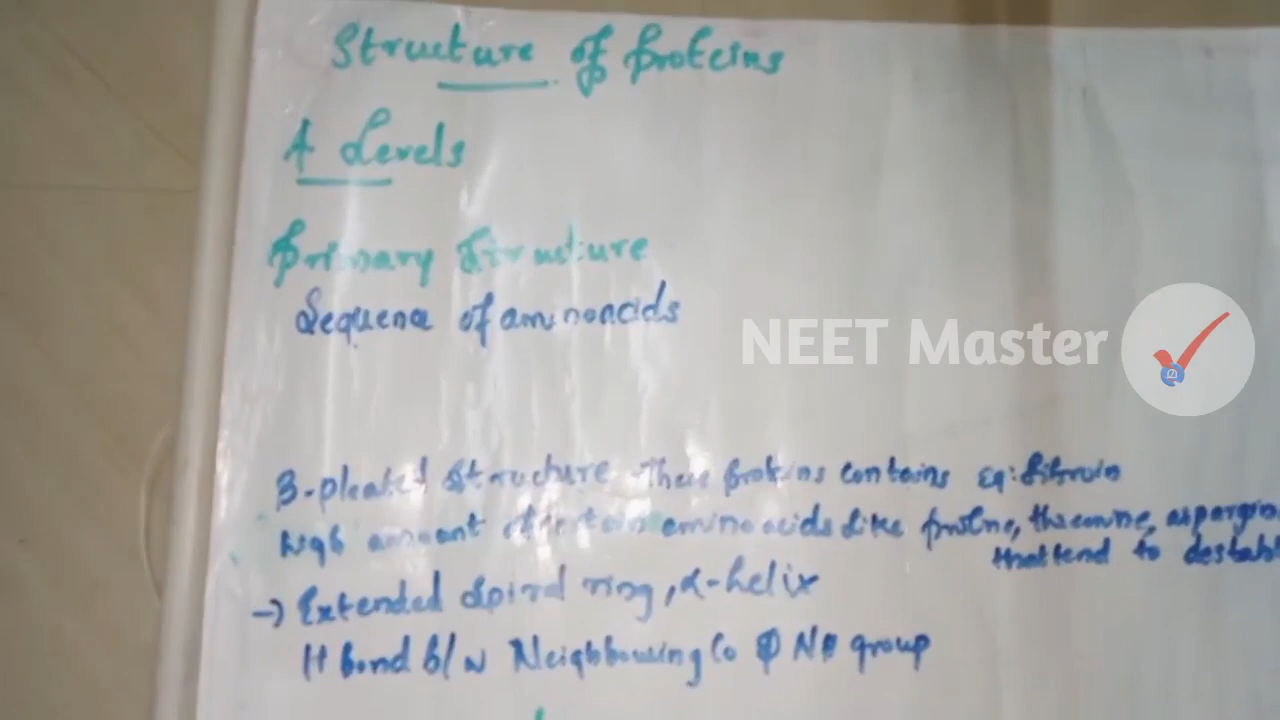 Structure of Proteins
4 Levels
Primary Structure
Sequence of aminoacids
NEET Master
B-pleated Structure These proteins contains eg: fibroin
high amount of certain amino acids like proline, threonine,
that tend to
→ Extended spiral ring, α-helix
H bond b/w Neighbouring CO NH group